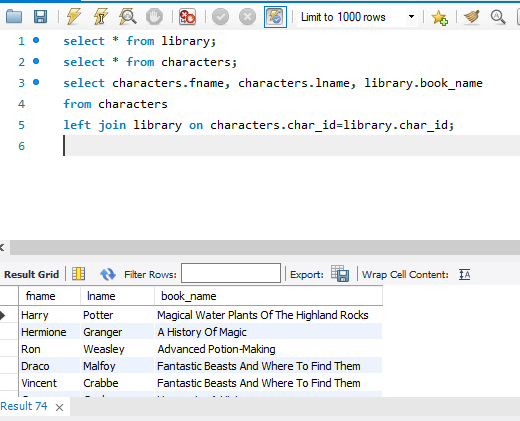 Limit to 1000 rows
1 select * from library;
2 select * from characters;
3 select characters.fname, characters.lname, library.book_name
4 from characters
5 left join library on characters.char_id=library.char_id;
6
Result Grid Filter Rows: Export: Wrap Cell Content: IA
fname lname book_name
Harry Potter Magical Water Plants Of The Highland Rocks
Hermione Granger A History Of Magic
Ron Weasley Advanced Potion-Making
Draco Malfoy Fantastic Beasts And Where To Find Them
Vincent Crabbe Fantastic Beasts And Where To Find Them
Result 74